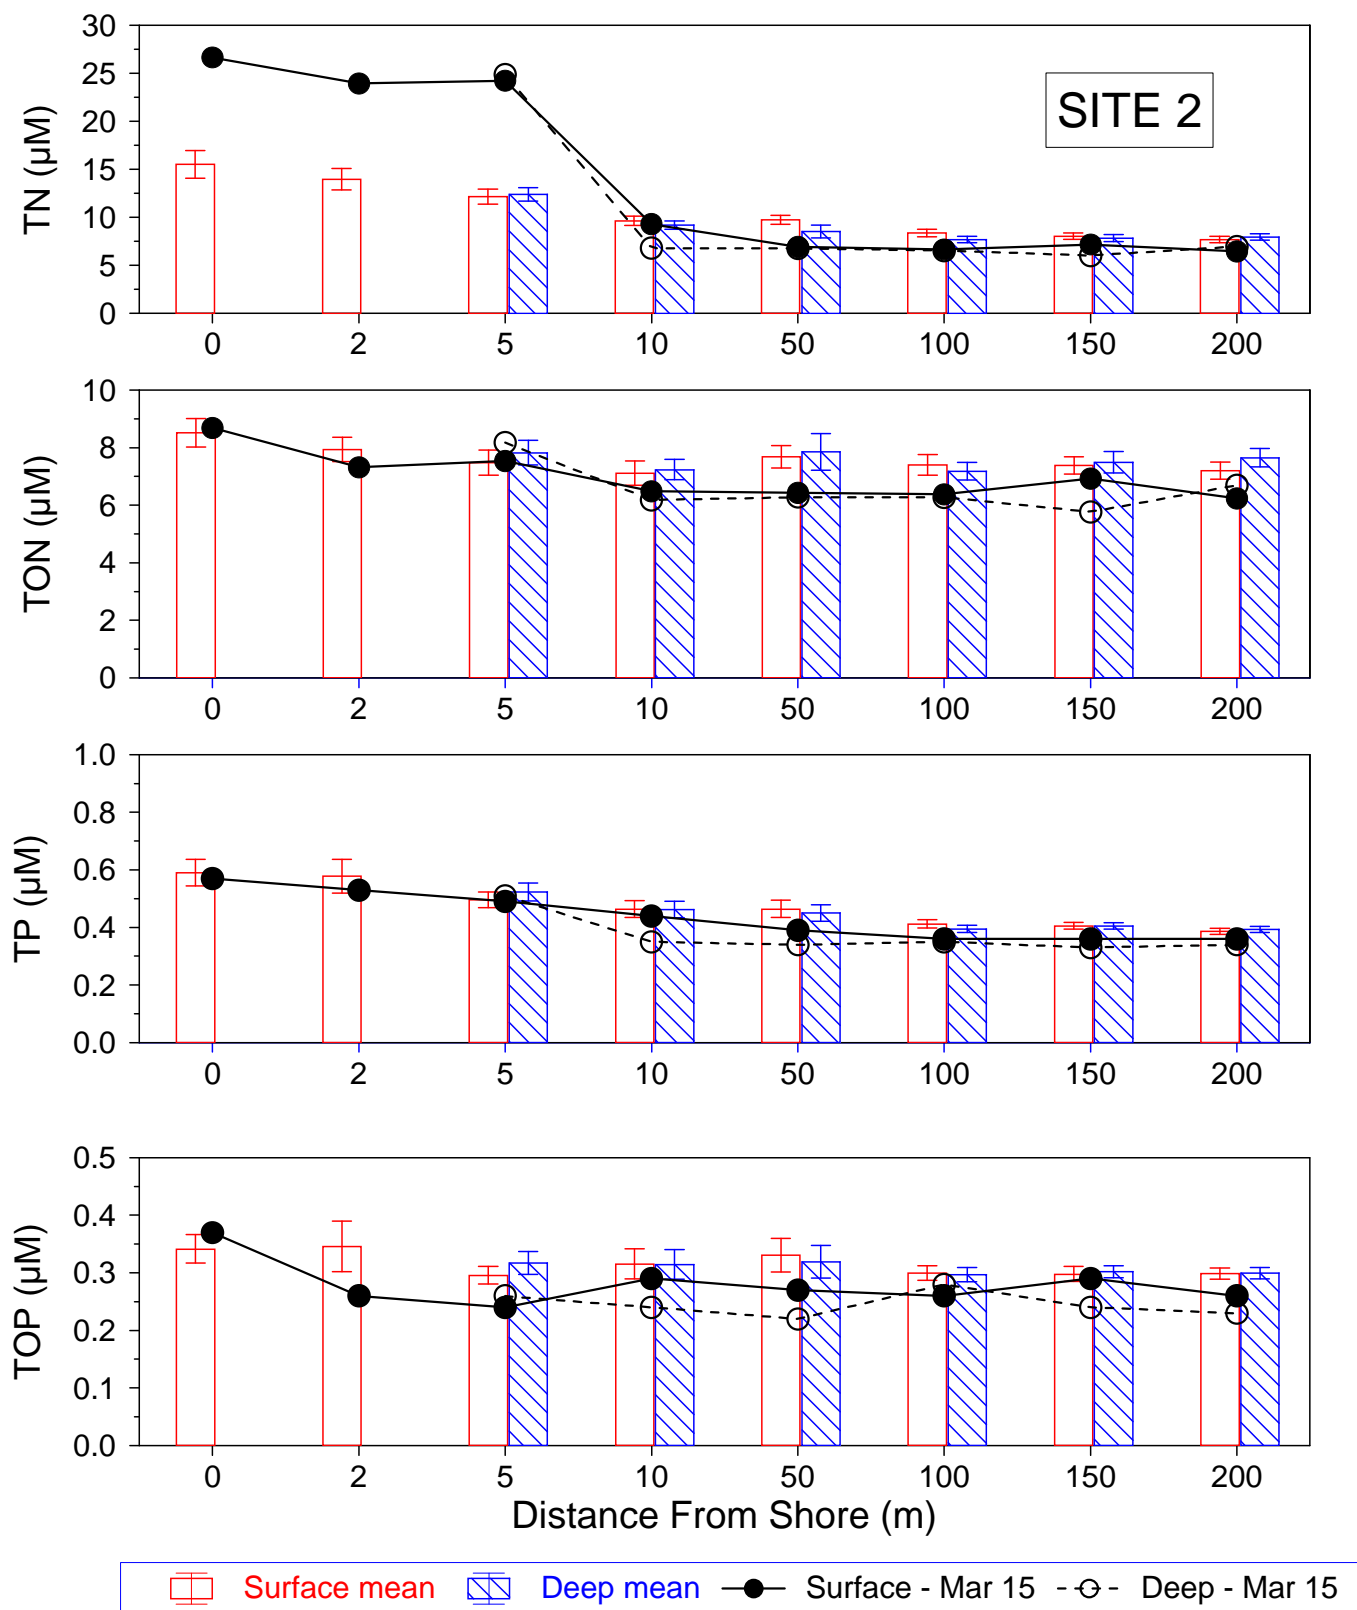 SITE 2
TN (µM)
30
25
20
15
10
5
0
0 2 5 10 50 100 150 200
TON (µM)
10
8
6
4
2
0
0 2 5 10 50 100 150 200
TP (µM)
1.0
0.8
0.6
0.4
0.2
0.0
0 2 5 10 50 100 150 200
TOP (µM)
0.5
0.4
0.3
0.2
0.1
0.0
0 2 5 10 50 100 150 200
Distance From Shore (m)
Surface mean Deep mean Surface - Mar 15 Deep - Mar 15